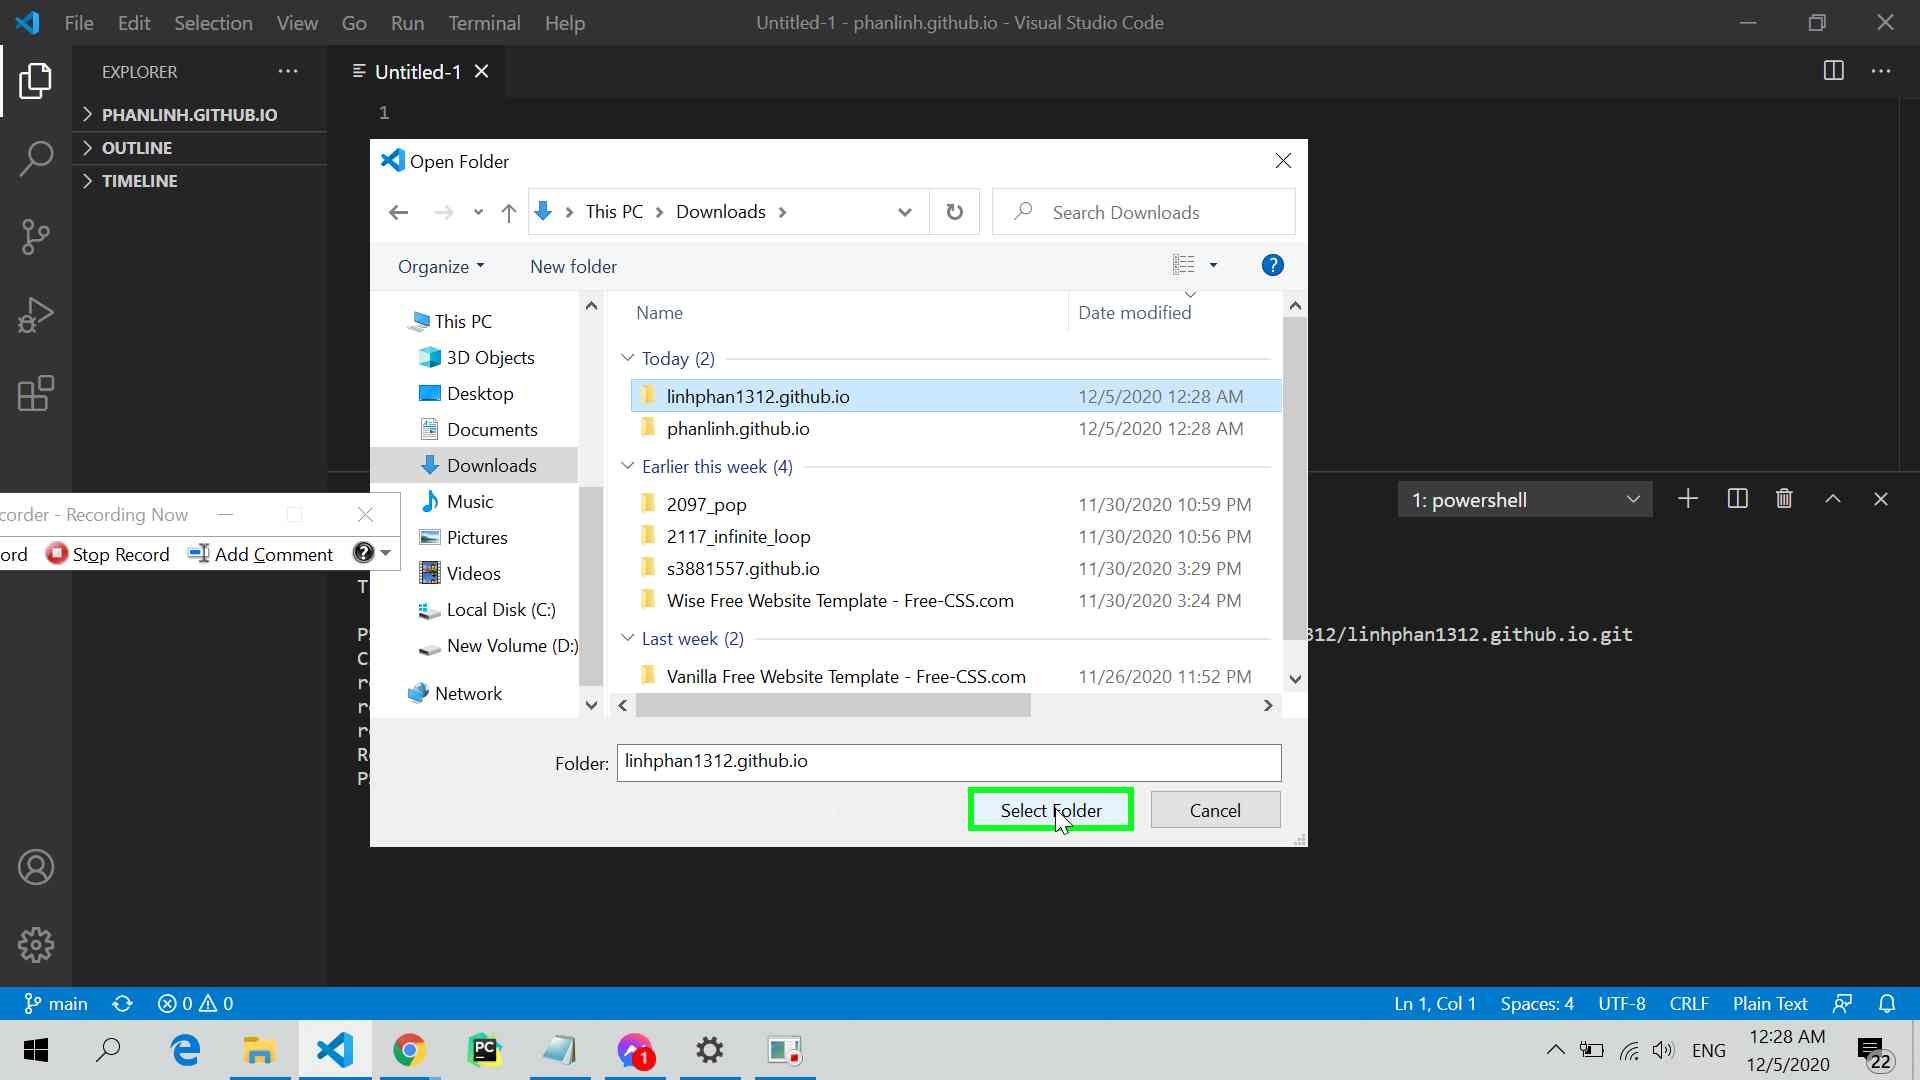 File Edit Selection View Go Run Terminal Help
Untitled-1 - phanlinh.github.io - Visual Studio Code
EXPLORER
Untitled-1
PHANLINH.GITHUB.IO
OUTLINE
TIMELINE
1
Open Folder
This PC Downloads
Search Downloads
Organize
New folder
?
This PC
3D Objects
Desktop
Documents
Downloads
Music
Pictures
Videos
Local Disk (C:)
New Volume (D:)
Network
Name Date modified
Today (2)
linhphan1312.github.io 12/5/2020 12:28 AM
phanlinh.github.io 12/5/2020 12:28 AM
Earlier this week (4)
2097_pop 11/30/2020 10:59 PM
2117_infinite_loop 11/30/2020 10:56 PM
s3881557.github.io 11/30/2020 3:29 PM
Wise Free Website Template - Free-CSS.com 11/30/2020 3:24 PM
Last week (2)
Vanilla Free Website Template - Free-CSS.com 11/26/2020 11:52 PM
Folder: linhphan1312.github.io
Select Folder
Cancel
corder - Recording Now
ord Stop Record Add Comment ?
1: powershell
T
312/linhphan1312.github.io.git
C
main 0 0
Ln 1, Col 1 Spaces: 4 UTF-8 CRLF Plain Text
PC
1
ENG
12:28 AM
12/5/2020
22